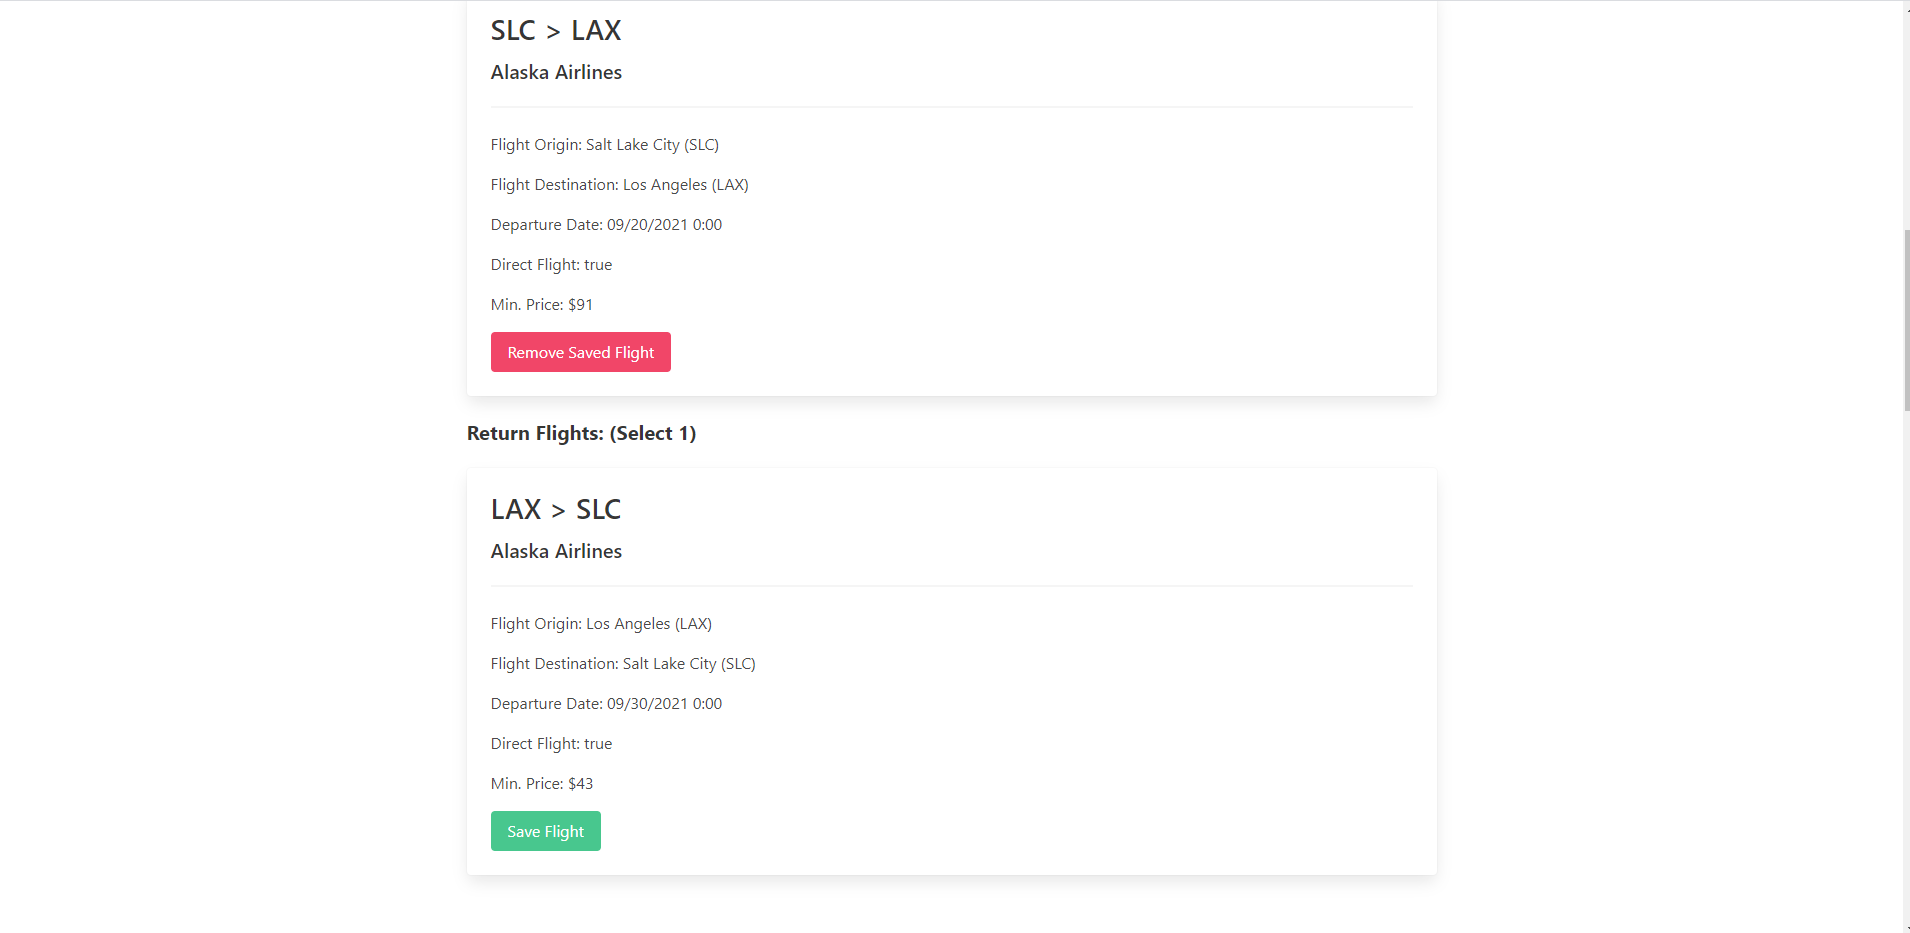 SLC > LAX
Alaska Airlines
Flight Origin: Salt Lake City (SLC)
Flight Destination: Los Angeles (LAX)
Departure Date: 09/20/2021 0:00
Direct Flight: true
Min. Price: $91
Remove Saved Flight
Return Flights: (Select 1)
LAX > SLC
Alaska Airlines
Flight Origin: Los Angeles (LAX)
Flight Destination: Salt Lake City (SLC)
Departure Date: 09/30/2021 0:00
Direct Flight: true
Min. Price: $43
Save Flight